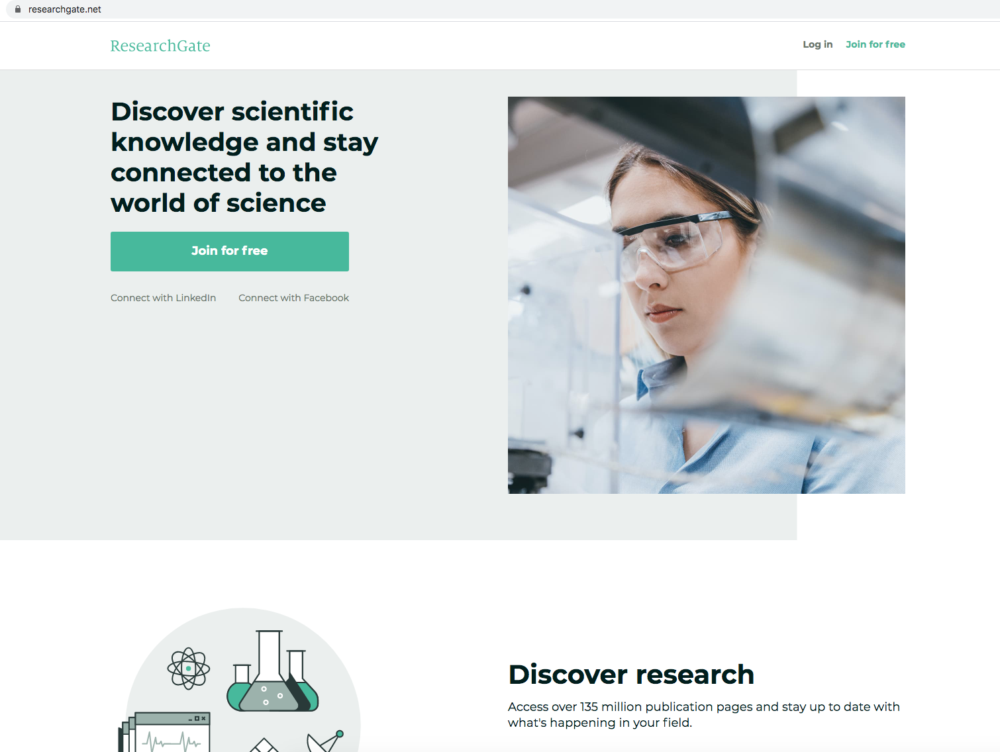 researchgate.net
ResearchGate
Log in
Join for free
Discover scientific
knowledge and stay
connected to the
world of science
Join for free
Connect with LinkedIn
Connect with Facebook
Discover research
Access over 135 million publication pages and stay up to date with
what's happening in your field.